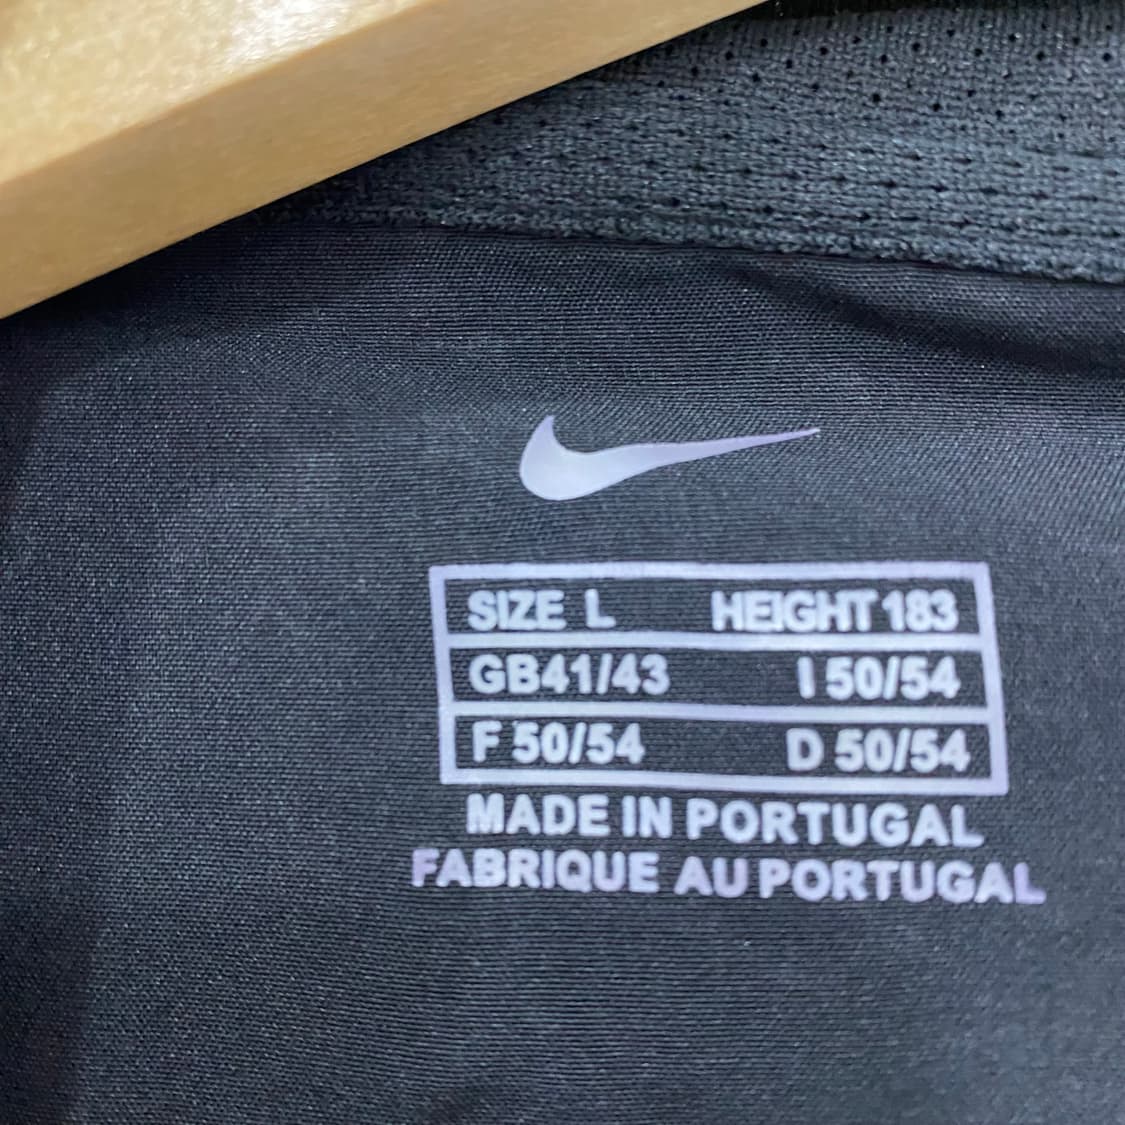 SIZE L HEIGHT 183
GB41/43 I 50/54
F 50/54 D 50/54
MADE IN PORTUGAL
FABRIQUE AU PORTUGAL